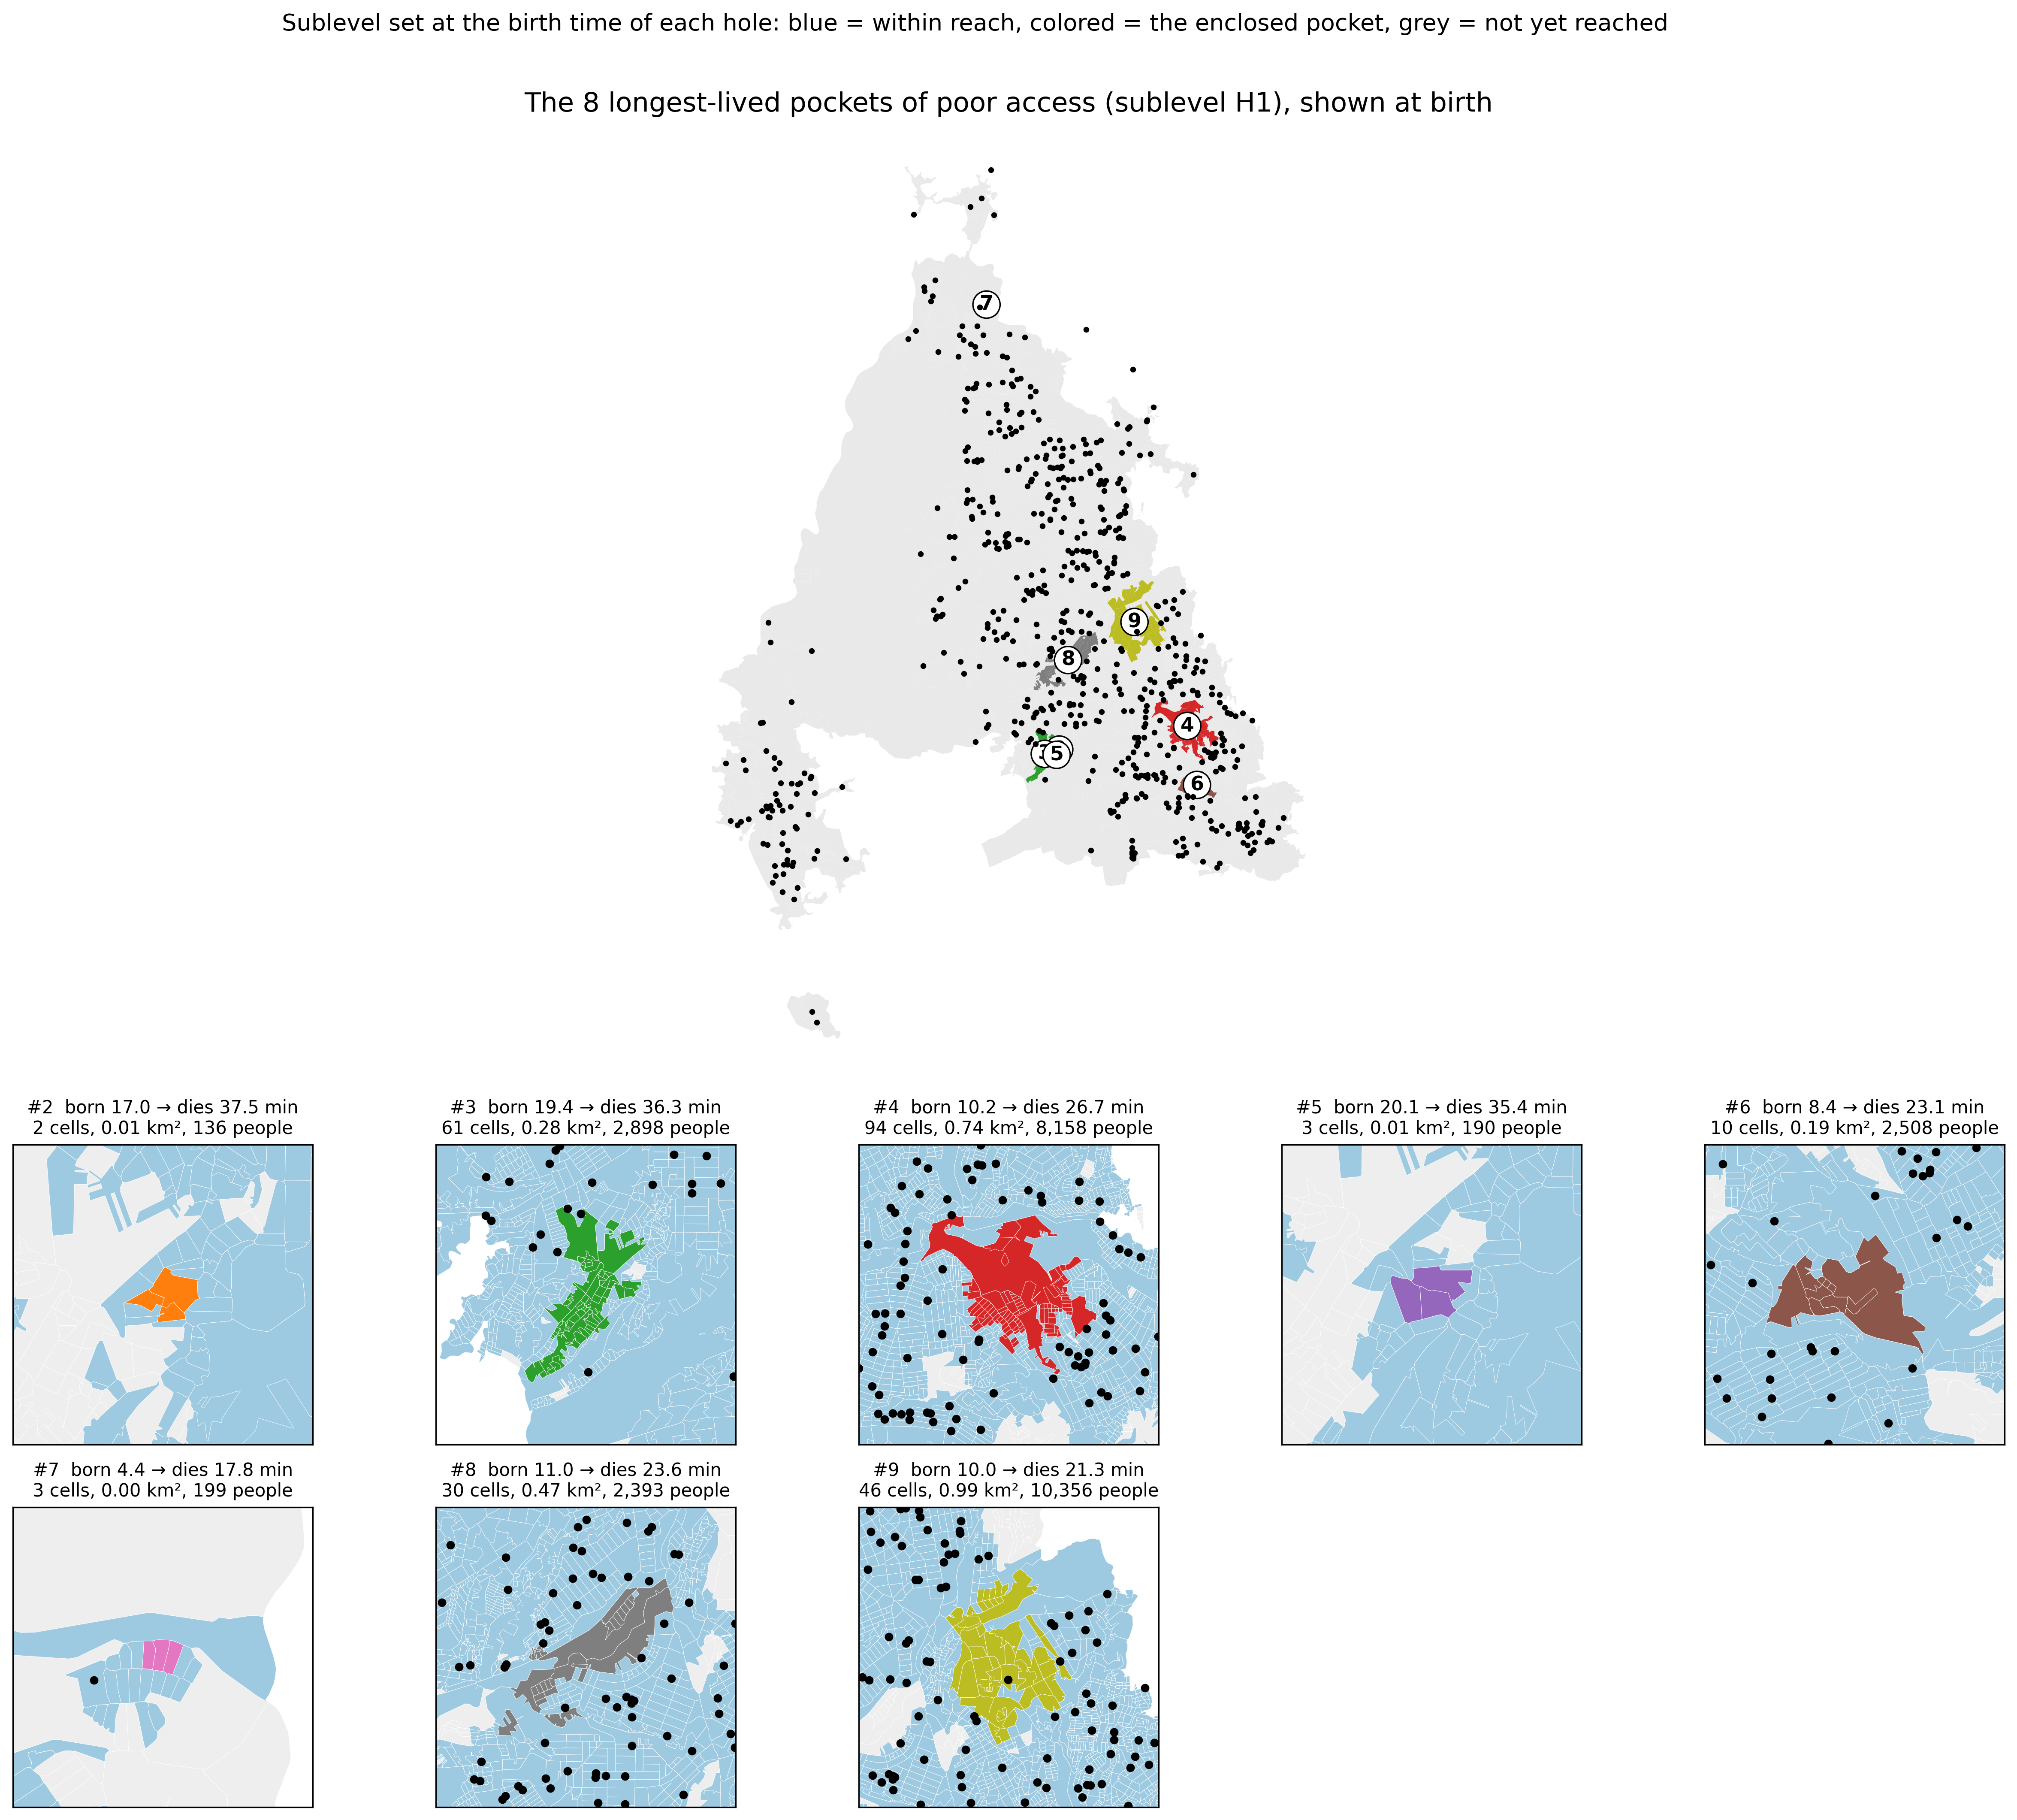 Sublevel set at the birth time of each hole: blue = within reach, colored = the enclosed pocket, grey = not yet reached
The 8 longest-lived pockets of poor access (sublevel H1), shown at birth
7
9
8
4
5
6
#2  born 17.0 → dies 37.5 min
2 cells, 0.01 km², 136 people
#3  born 19.4 → dies 36.3 min
61 cells, 0.28 km², 2,898 people
#4  born 10.2 → dies 26.7 min
94 cells, 0.74 km², 8,158 people
#5  born 20.1 → dies 35.4 min
3 cells, 0.01 km², 190 people
#6  born 8.4 → dies 23.1 min
10 cells, 0.19 km², 2,508 people
#7  born 4.4 → dies 17.8 min
3 cells, 0.00 km², 199 people
#8  born 11.0 → dies 23.6 min
30 cells, 0.47 km², 2,393 people
#9  born 10.0 → dies 21.3 min
46 cells, 0.99 km², 10,356 people